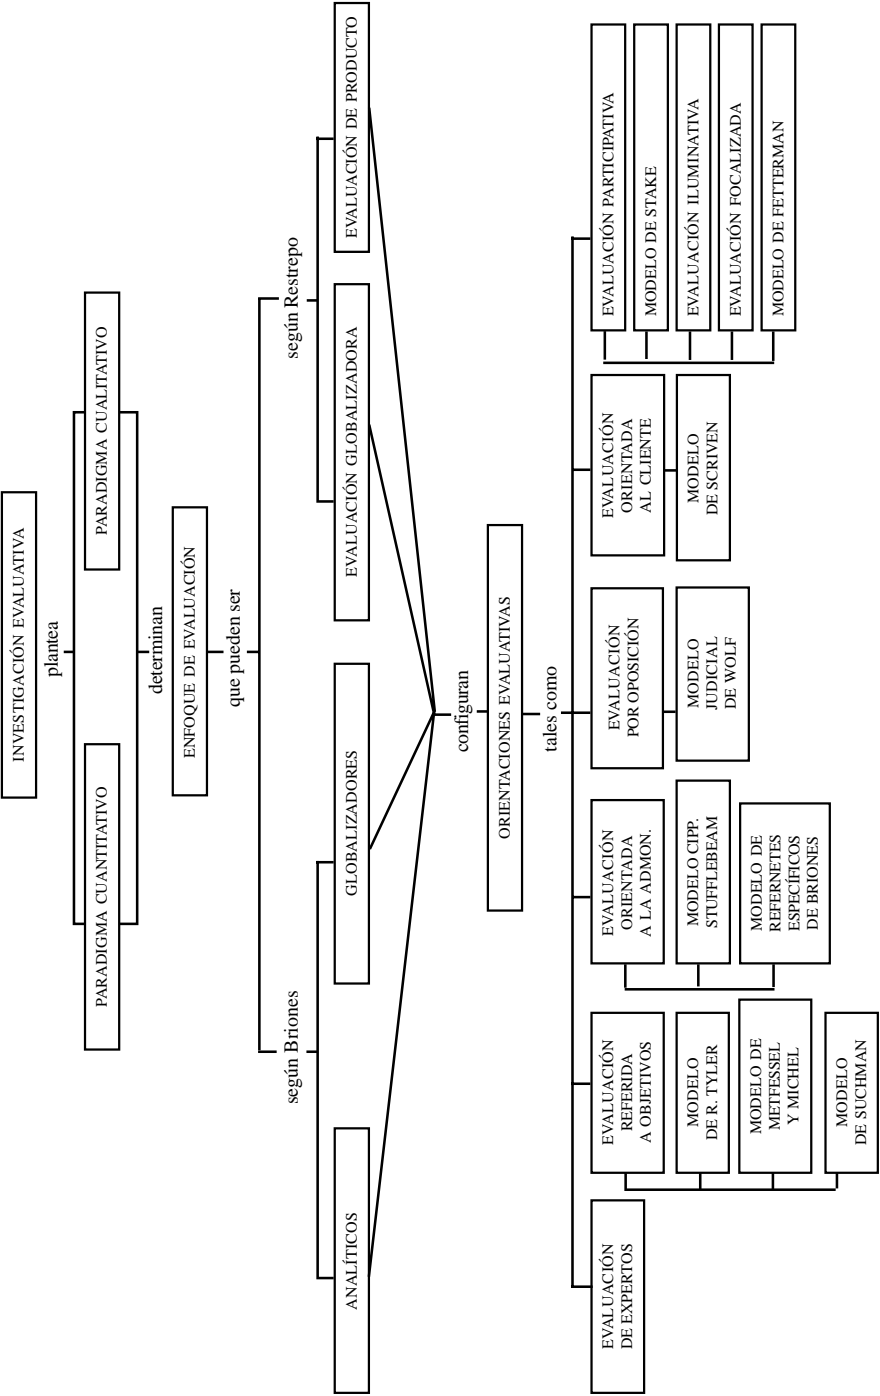 INVESTIGACIÓN EVALUATIVA
plantea
PARADIGMA CUANTITATIVO
PARADIGMA CUALITATIVO
determinan
ENFOQUE DE EVALUACIÓN
que pueden ser
según Briones
según Restrepo
ANALÍTICOS
GLOBALIZADORES
EVALUACIÓN GLOBALIZADORA
EVALUACIÓN DE PRODUCTO
configuran
ORIENTACIONES EVALUATIVAS
tales como
EVALUACIÓN
DE EXPERTOS
EVALUACIÓN
REFERIDA
A OBJETIVOS
MODELO
DE R. TYLER
MODELO DE
METFESSEL
Y MICHEL
MODELO
DE SUCHMAN
EVALUACIÓN
ORIENTADA
A LA ADMON.
MODELO CIPP.
STUFFLEBEAM
MODELO DE
REFERNETES
ESPECÍFICOS
DE BRIONES
EVALUACIÓN
POR OPOSICIÓN
MODELO
JUDICIAL
DE WOLF
EVALUACIÓN
ORIENTADA
AL CLIENTE
MODELO
DE SCRIVEN
EVALUACIÓN PARTICIPATIVA
MODELO DE STAKE
EVALUACIÓN ILUMINATIVA
EVALUACIÓN FOCALIZADA
MODELO DE FETTERMAN